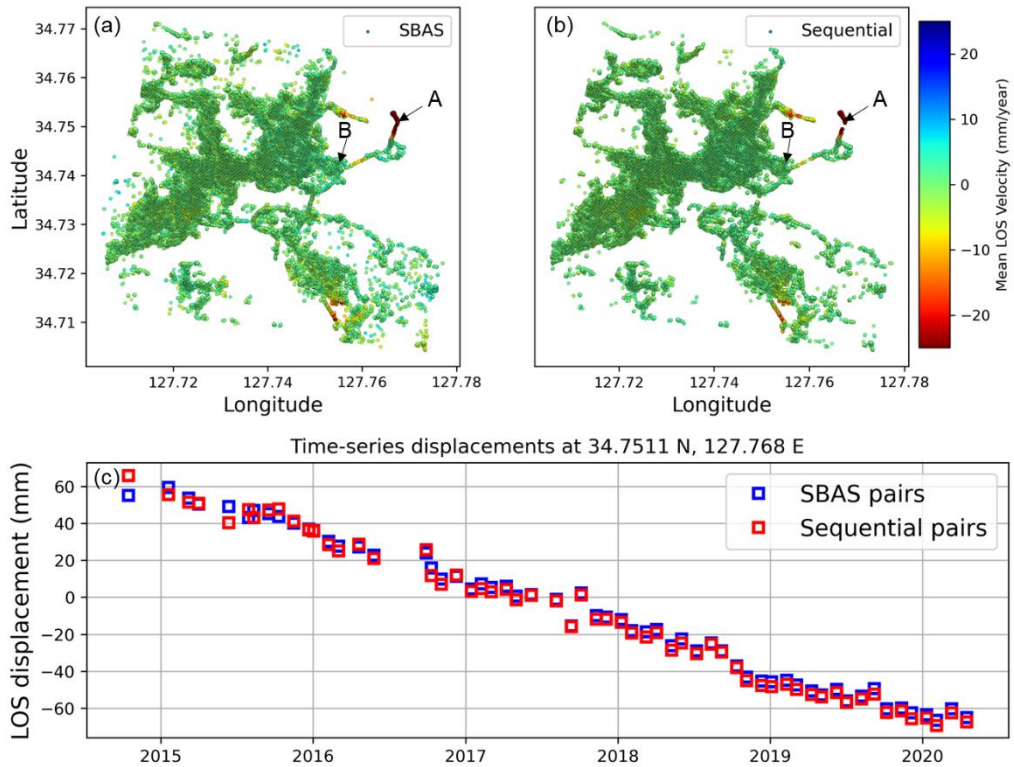 (a)
SBAS
(b)
Sequential
A
B
A
B
34.77
34.76
34.75
34.74
34.73
34.72
34.71
Latitude
127.72 127.74 127.76 127.78
Longitude
127.72 127.74 127.76 127.78
Longitude
20
10
0
−10
−20
Mean LOS Velocity (mm/year)
Time-series displacements at 34.7511 N, 127.768 E
(c)
SBAS pairs
Sequential pairs
60
40
20
0
−20
−40
−60
LOS displacement (mm)
2015 2016 2017 2018 2019 2020